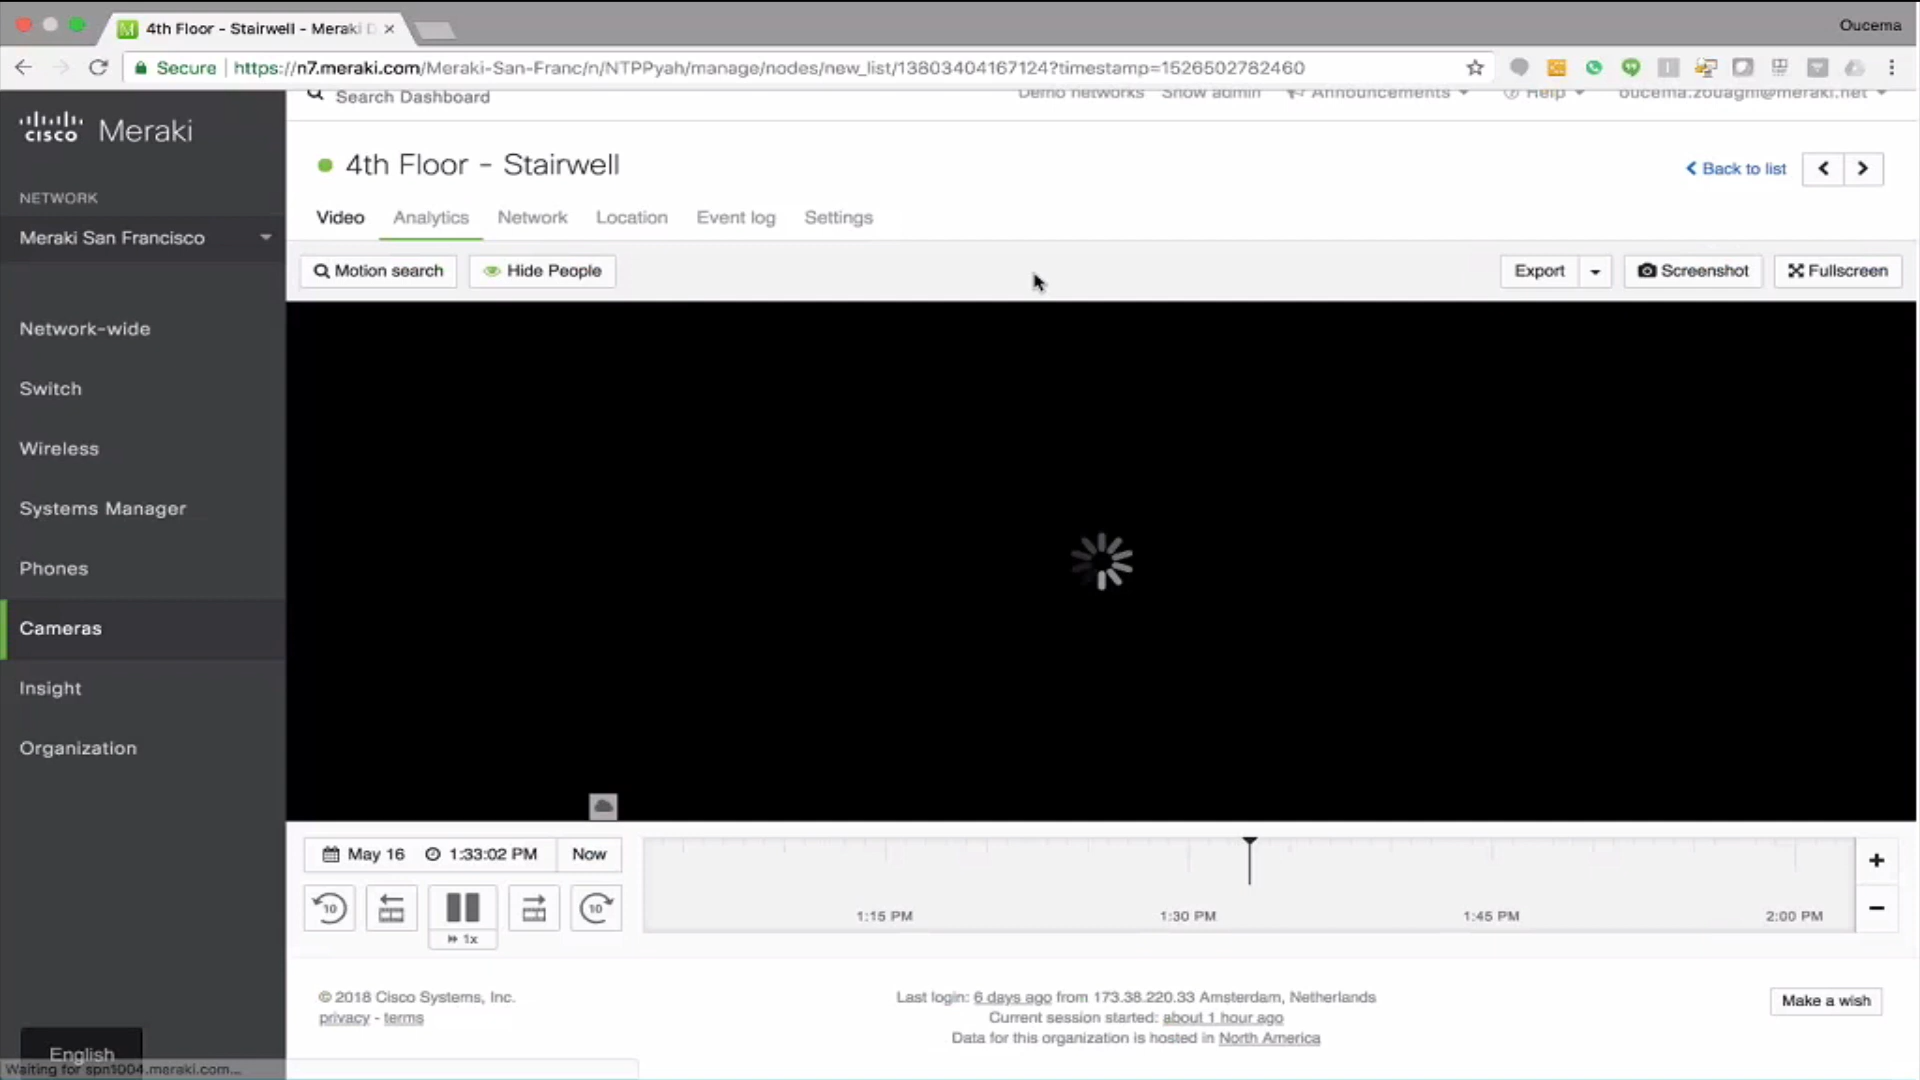 4th Floor - Stairwell - Meraki D
Oucema
Secure
https://n7.meraki.com/Meraki-San-Franc/n/NTPPyah/manage/nodes/new_list/13803404167124?timestamp=1526502782460
Search Dashboard
Demo networks
Show admin
Announcements
Help
oucema.zouaghi@meraki.net
cisco Meraki
4th Floor - Stairwell
Back to list
NETWORK
Meraki San Francisco
Video
Analytics
Network
Location
Event log
Settings
Motion search
Hide People
Export
Screenshot
Fullscreen
Network-wide
Switch
Wireless
Systems Manager
Phones
Cameras
Insight
Organization
May 16
1:33:02 PM
Now
10
10
1x
1:15 PM
1:30 PM
1:45 PM
2:00 PM
© 2018 Cisco Systems, Inc.
privacy - terms
Last login: 6 days ago from 173.38.220.33 Amsterdam, Netherlands
Current session started: about 1 hour ago
Data for this organization is hosted in North America
Make a wish
English
Waiting for spn1004.meraki.com...